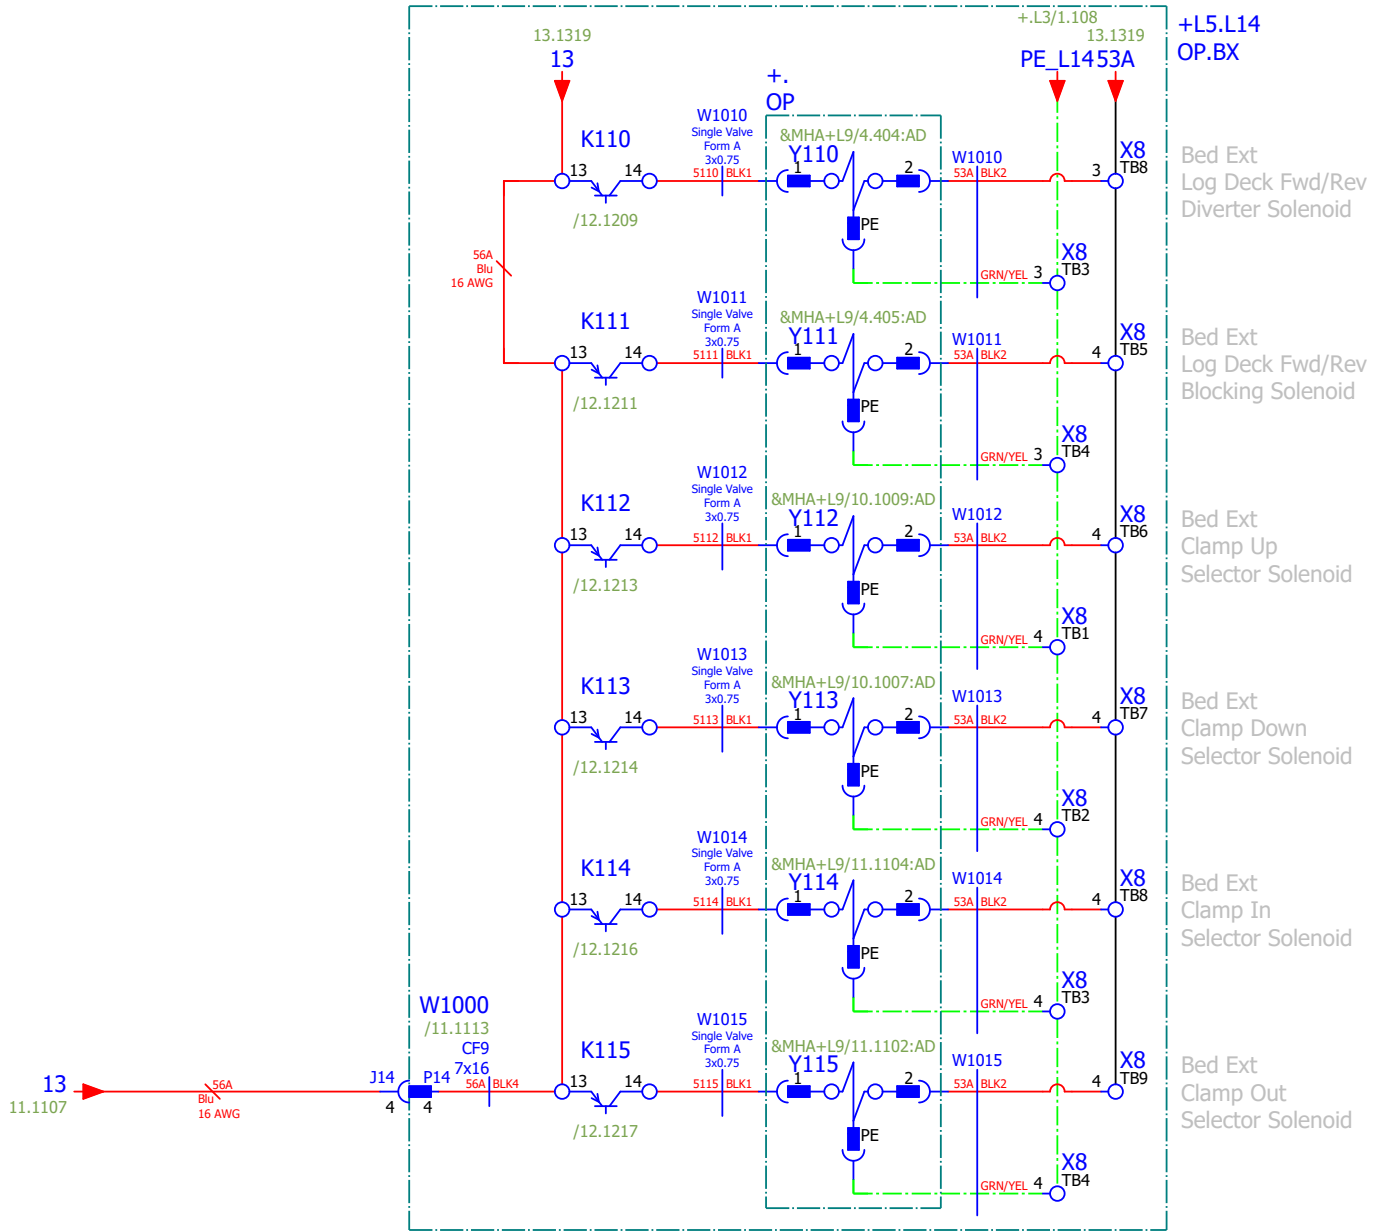 +L5.L14
OP.BX
13.1319
13
+.L3/1.108
13.1319
PE_L14 53A
+.
OP
K110
13 14
/12.1209
W1010
Single Valve
Form A
3x0.75
5110 BLK1
&MHA+L9/4.404:AD
Y110
1 2
PE
W1010
53A BLK2
3
X8
TB8
GRN/YEL 3
X8
TB3
Bed Ext
Log Deck Fwd/Rev
Diverter Solenoid
56A
Blu
16 AWG
K111
13 14
/12.1211
W1011
Single Valve
Form A
3x0.75
5111 BLK1
&MHA+L9/4.405:AD
Y111
1 2
PE
W1011
53A BLK2
4
X8
TB5
GRN/YEL 3
X8
TB4
Bed Ext
Log Deck Fwd/Rev
Blocking Solenoid
K112
13 14
/12.1213
W1012
Single Valve
Form A
3x0.75
5112 BLK1
&MHA+L9/10.1009:AD
Y112
1 2
PE
W1012
53A BLK2
4
X8
TB6
GRN/YEL 4
X8
TB1
Bed Ext
Clamp Up
Selector Solenoid
K113
13 14
/12.1214
W1013
Single Valve
Form A
3x0.75
5113 BLK1
&MHA+L9/10.1007:AD
Y113
1 2
PE
W1013
53A BLK2
4
X8
TB7
GRN/YEL 4
X8
TB2
Bed Ext
Clamp Down
Selector Solenoid
K114
13 14
/12.1216
W1014
Single Valve
Form A
3x0.75
5114 BLK1
&MHA+L9/11.1104:AD
Y114
1 2
PE
W1014
53A BLK2
4
X8
TB8
GRN/YEL 4
X8
TB3
Bed Ext
Clamp In
Selector Solenoid
13
11.1107
56A
Blu
16 AWG
J14 P14
4 4
W1000
/11.1113
CF9
7x16
56A BLK4
K115
13 14
/12.1217
W1015
Single Valve
Form A
3x0.75
5115 BLK1
&MHA+L9/11.1102:AD
Y115
1 2
PE
W1015
53A BLK2
4
X8
TB9
GRN/YEL 4
X8
TB4
Bed Ext
Clamp Out
Selector Solenoid